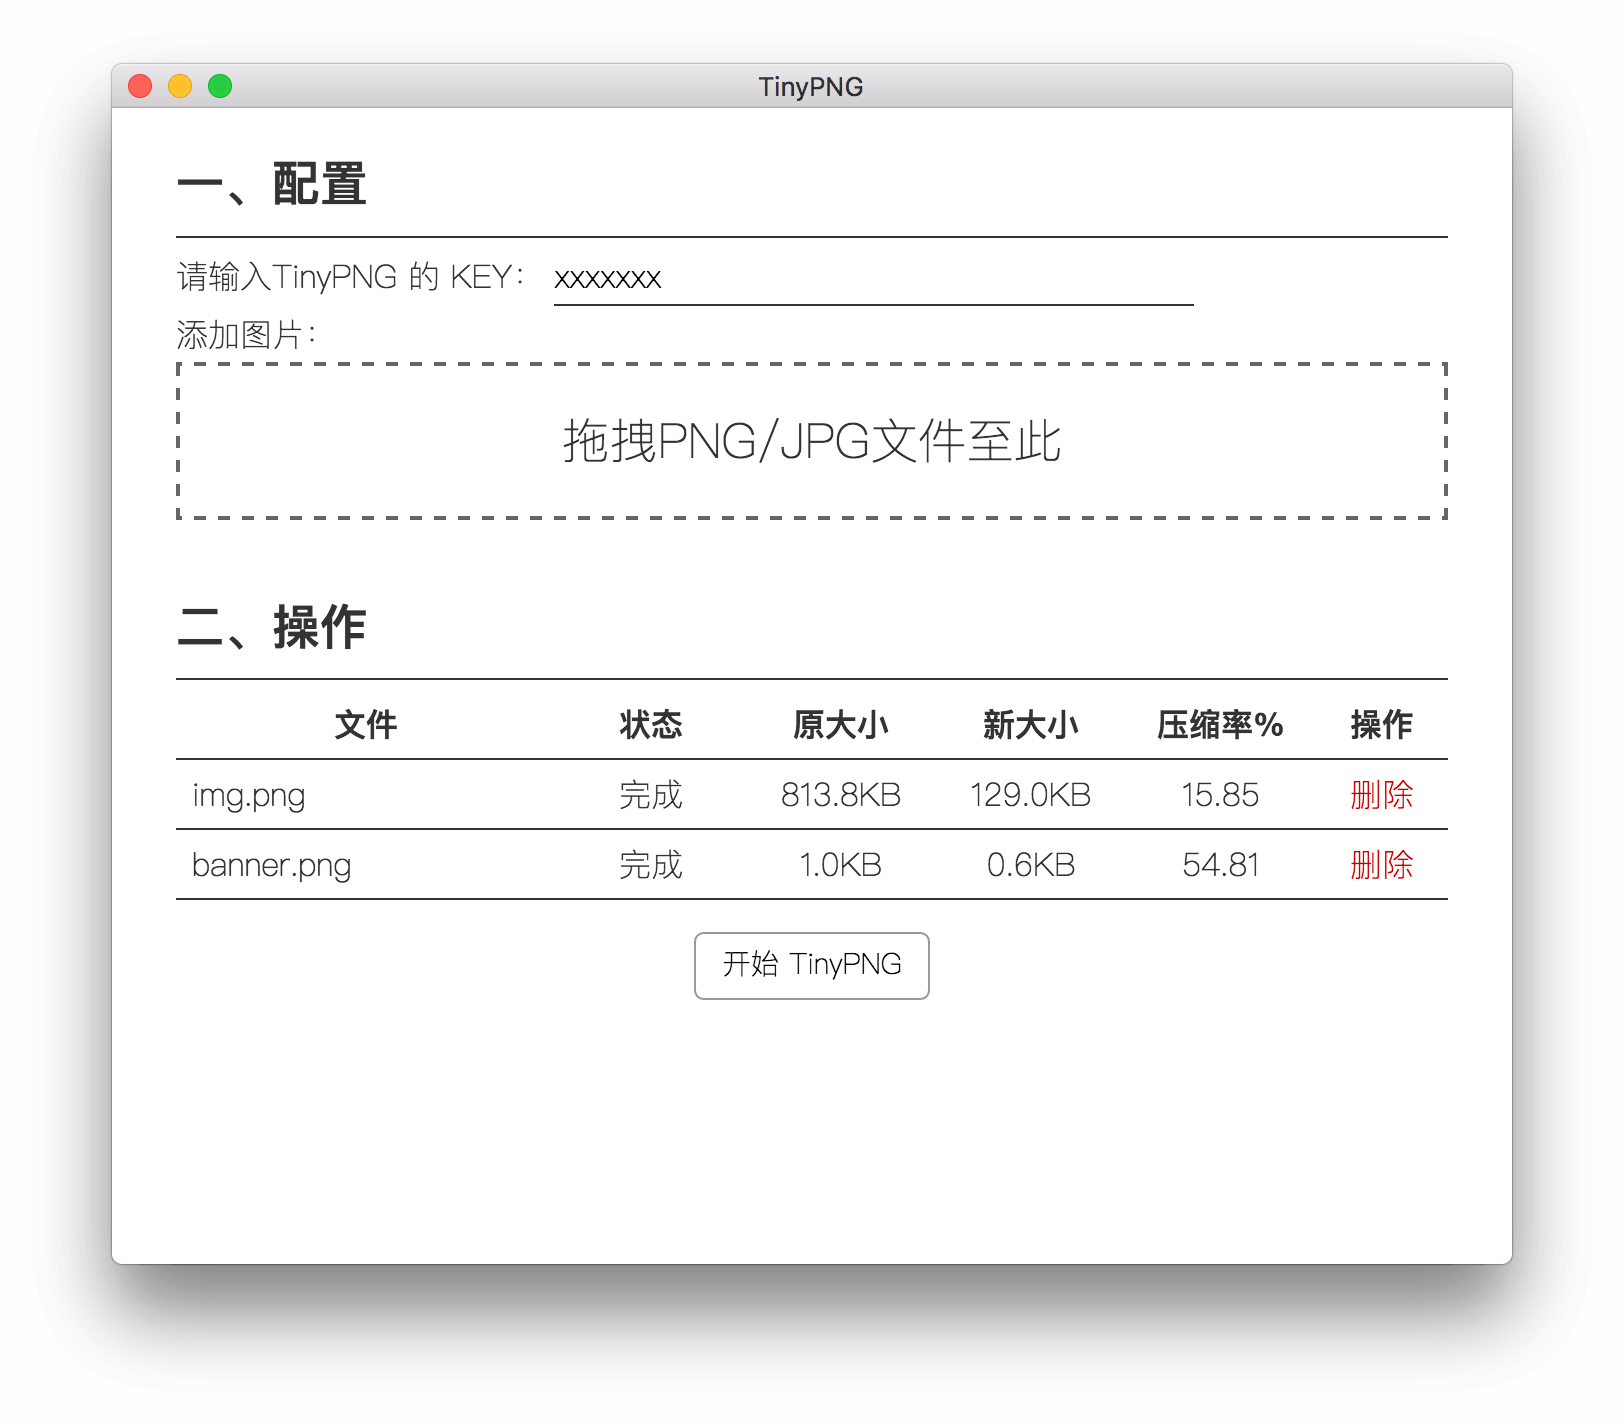 TinyPNG
一、配置
请输入TinyPNG 的 KEY： xxxxxxx
添加图片：
拖拽PNG/JPG文件至此
二、操作
文件 状态 原大小 新大小 压缩率% 操作
img.png 完成 813.8KB 129.0KB 15.85 删除
banner.png 完成 1.0KB 0.6KB 54.81 删除
开始 TinyPNG